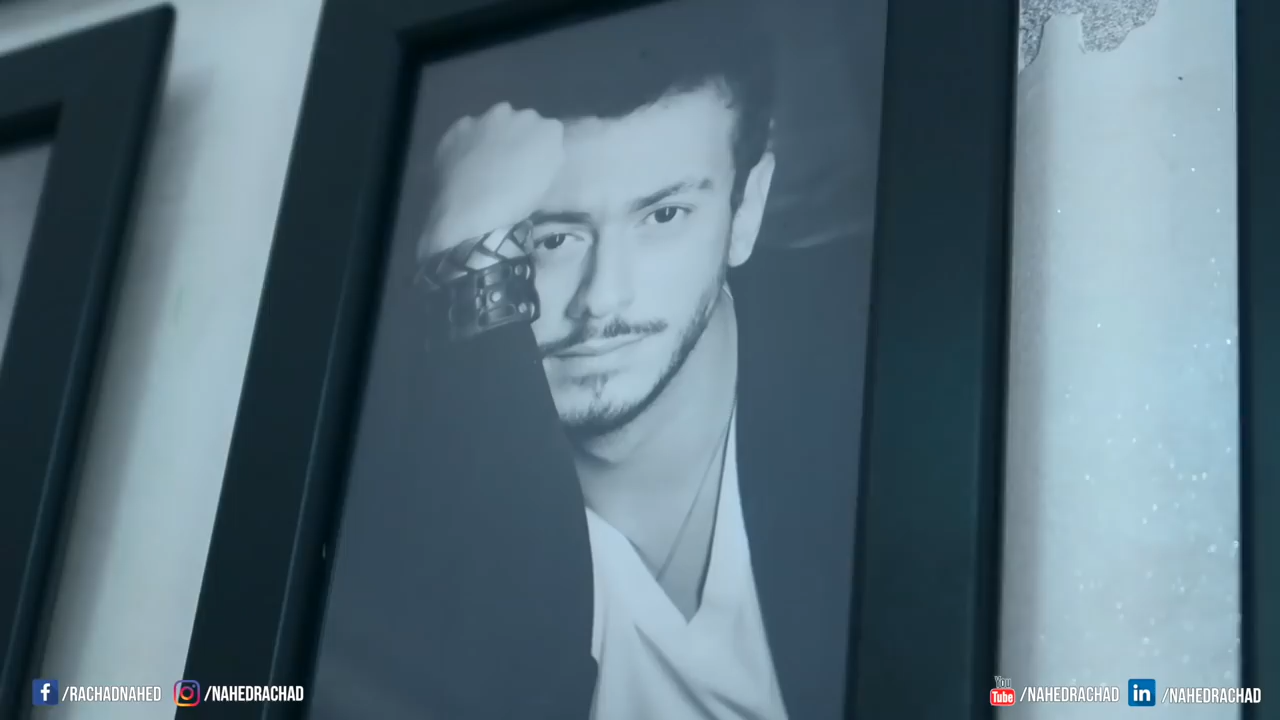 /RACHADNAHED
/NAHEDRACHAD
You
Tube
/NAHEDRACHAD
in
/NAHEDRACHAD